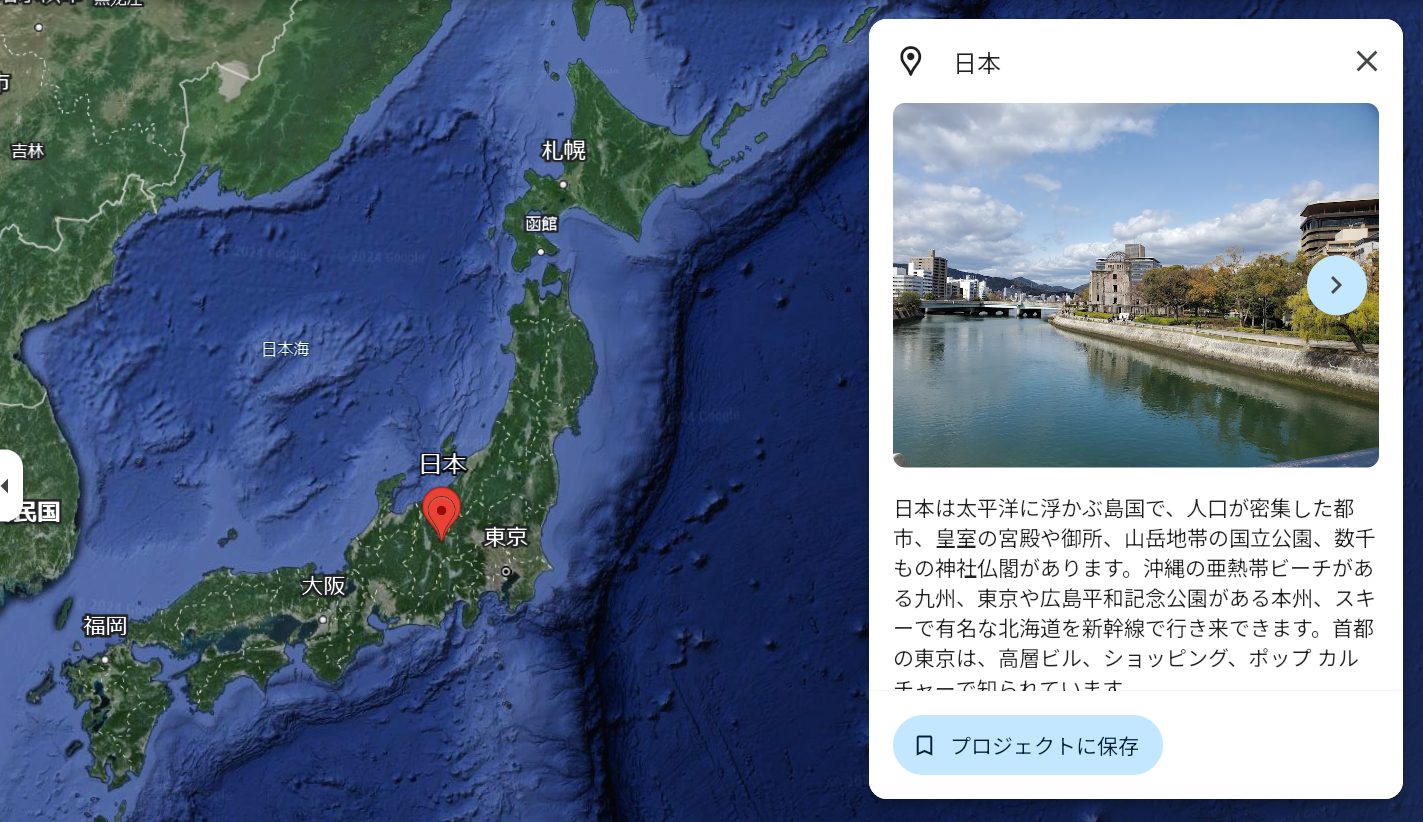 吉林
札幌
函館
日本海
日本
民国
東京
大阪
福岡
日本
日本は太平洋に浮かぶ島国で、人口が密集した都
市、皇室の宮殿や御所、山岳地帯の国立公園、数千
もの神社仏閣があります。沖縄の亜熱帯ビーチがあ
る九州、東京や広島平和記念公園がある本州、スキ
ーで有名な北海道を新幹線で行き来できます。首都
の東京は、高層ビル、ショッピング、ポップ カル
チャーで知られています
プロジェクトに保存